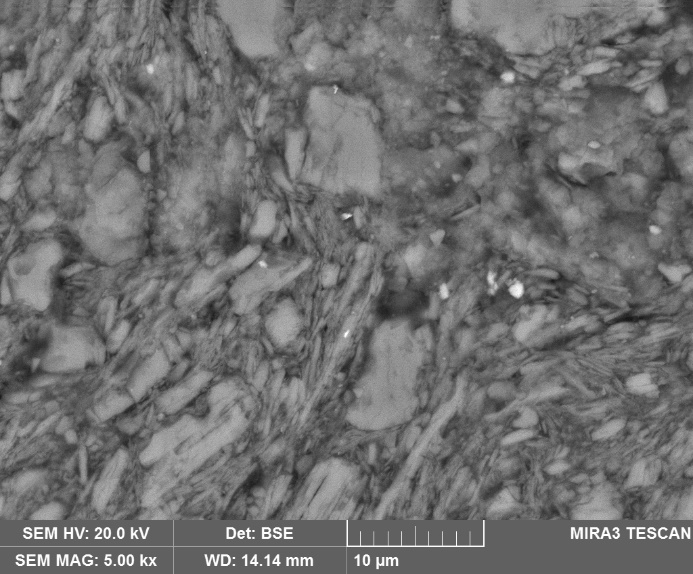 SEM HV: 20.0 kV Det: BSE MIRA3 TESCAN
SEM MAG: 5.00 kx WD: 14.14 mm 10 µm